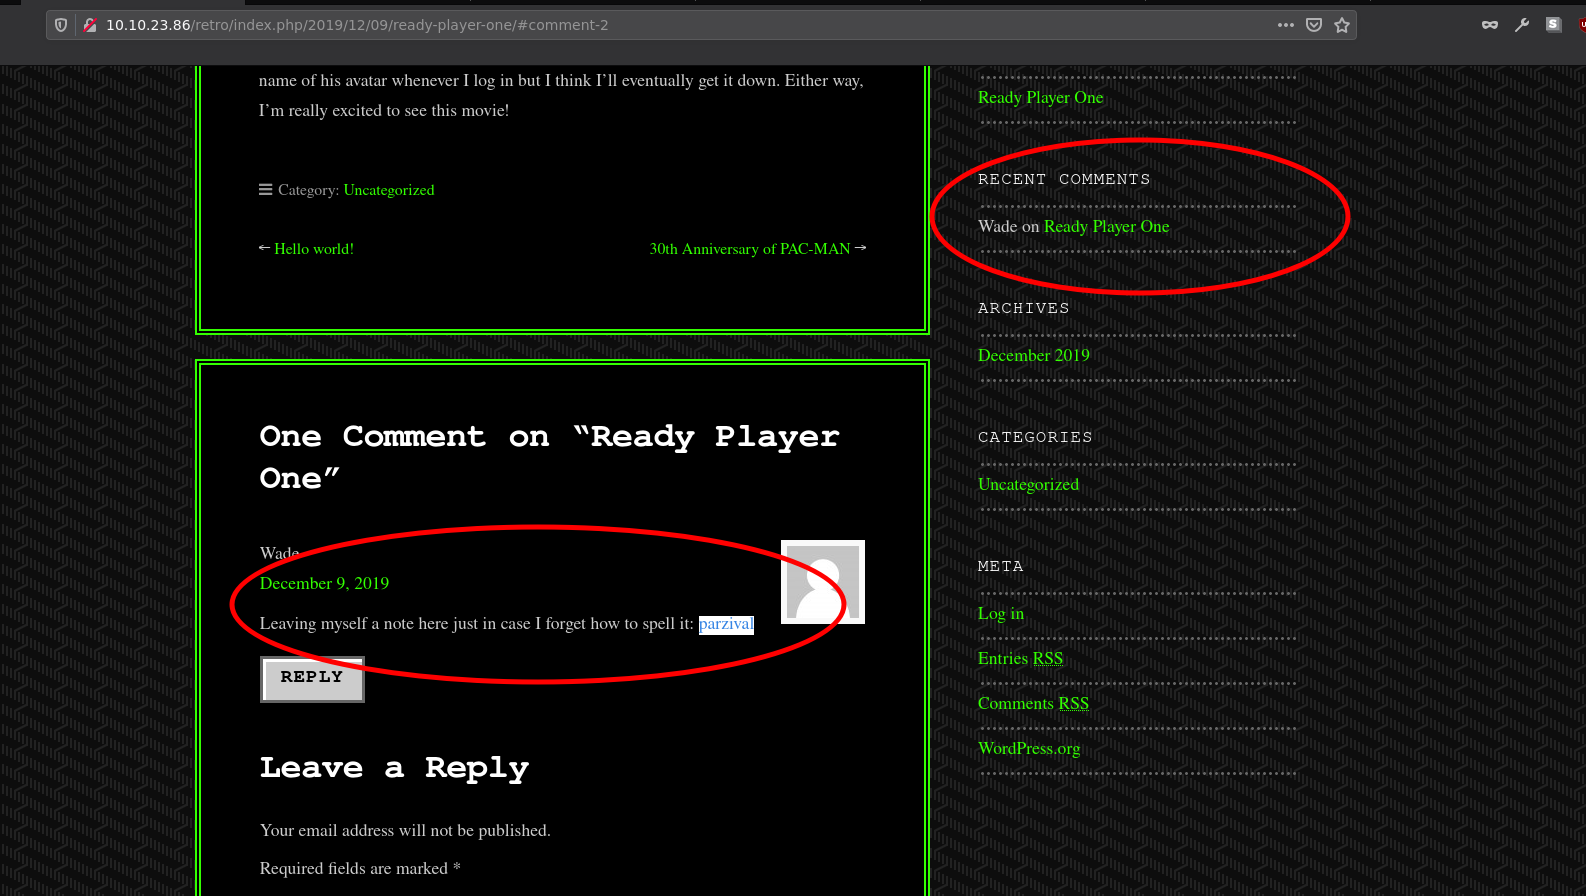 10.10.23.86/retro/index.php/2019/12/09/ready-player-one/#comment-2
name of his avatar whenever I log in but I think I’ll eventually get it down. Either way,
I’m really excited to see this movie!
Category: Uncategorized
← Hello world!
30th Anniversary of PAC-MAN →
One Comment on “Ready Player
One”
Wade
December 9, 2019
Leaving myself a note here just in case I forget how to spell it: parzival
REPLY
Leave a Reply
Your email address will not be published.
Required fields are marked *
Ready Player One
RECENT COMMENTS
Wade on Ready Player One
ARCHIVES
December 2019
CATEGORIES
Uncategorized
META
Log in
Entries RSS
Comments RSS
WordPress.org